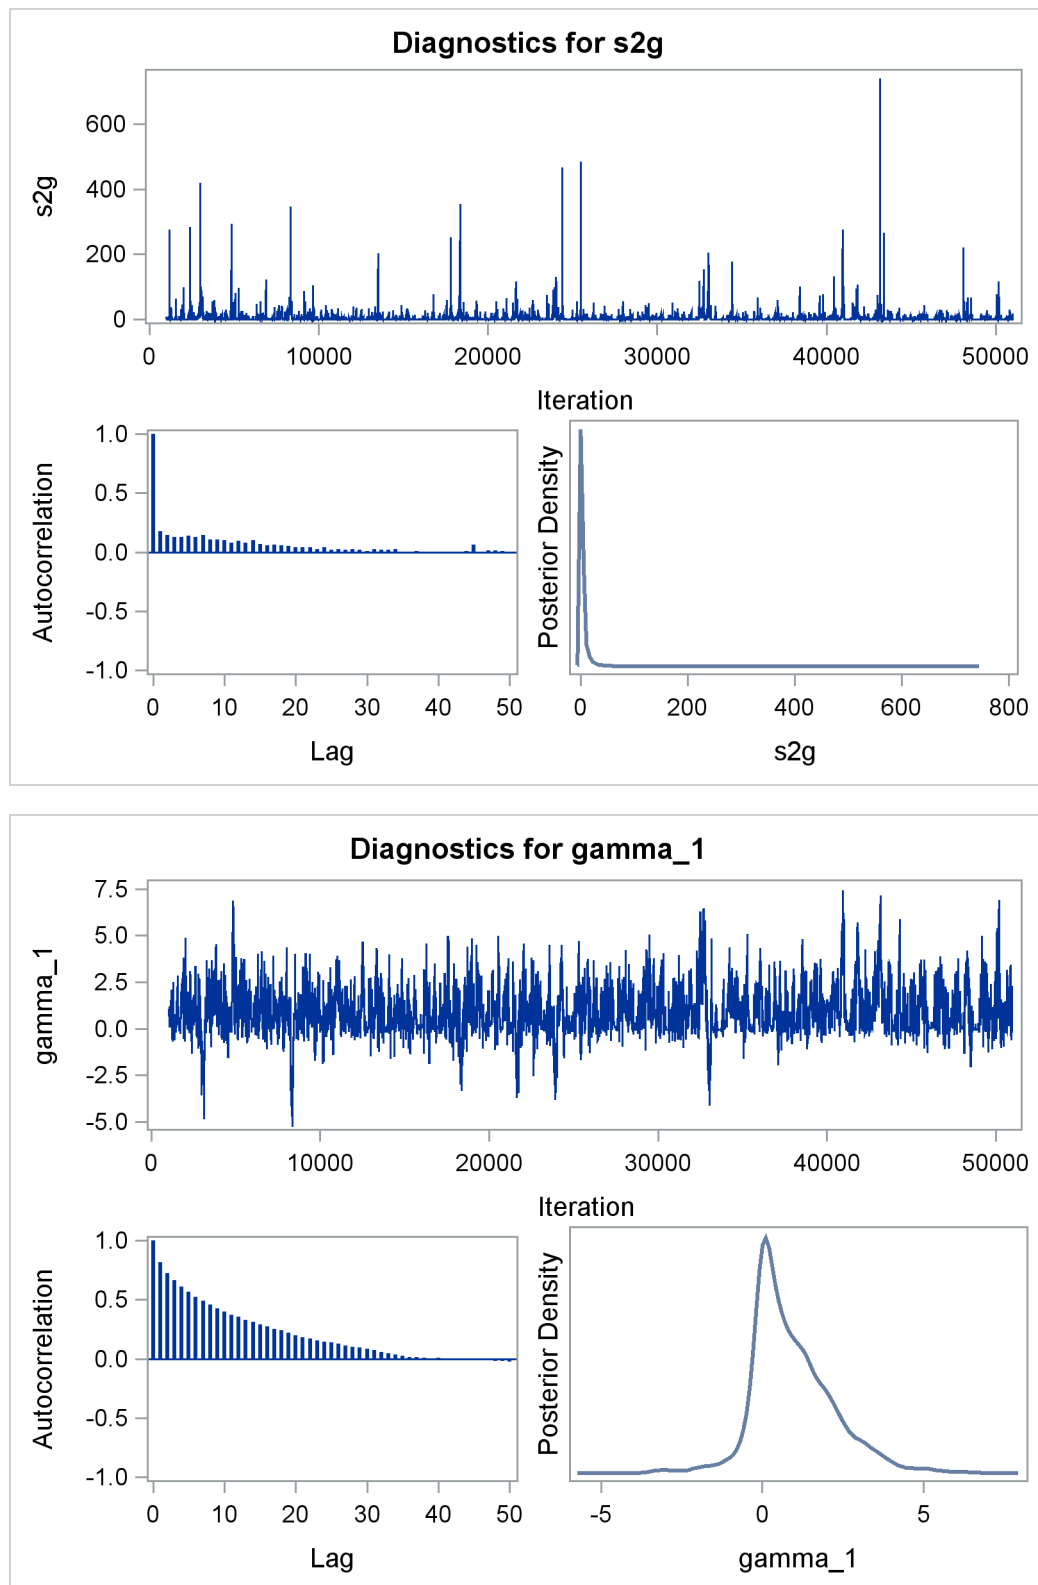 Diagnostics for s2g
s2g
600
400
200
0
0 10000 20000 30000 40000 50000
Iteration
Autocorrelation
1.0
0.5
0.0
-0.5
-1.0
0 10 20 30 40 50
Lag
Posterior Density
0 200 400 600 800
s2g
Diagnostics for gamma_1
gamma_1
7.5
5.0
2.5
0.0
-2.5
-5.0
0 10000 20000 30000 40000 50000
Iteration
Autocorrelation
1.0
0.5
0.0
-0.5
-1.0
0 10 20 30 40 50
Lag
Posterior Density
-5 0 5
gamma_1